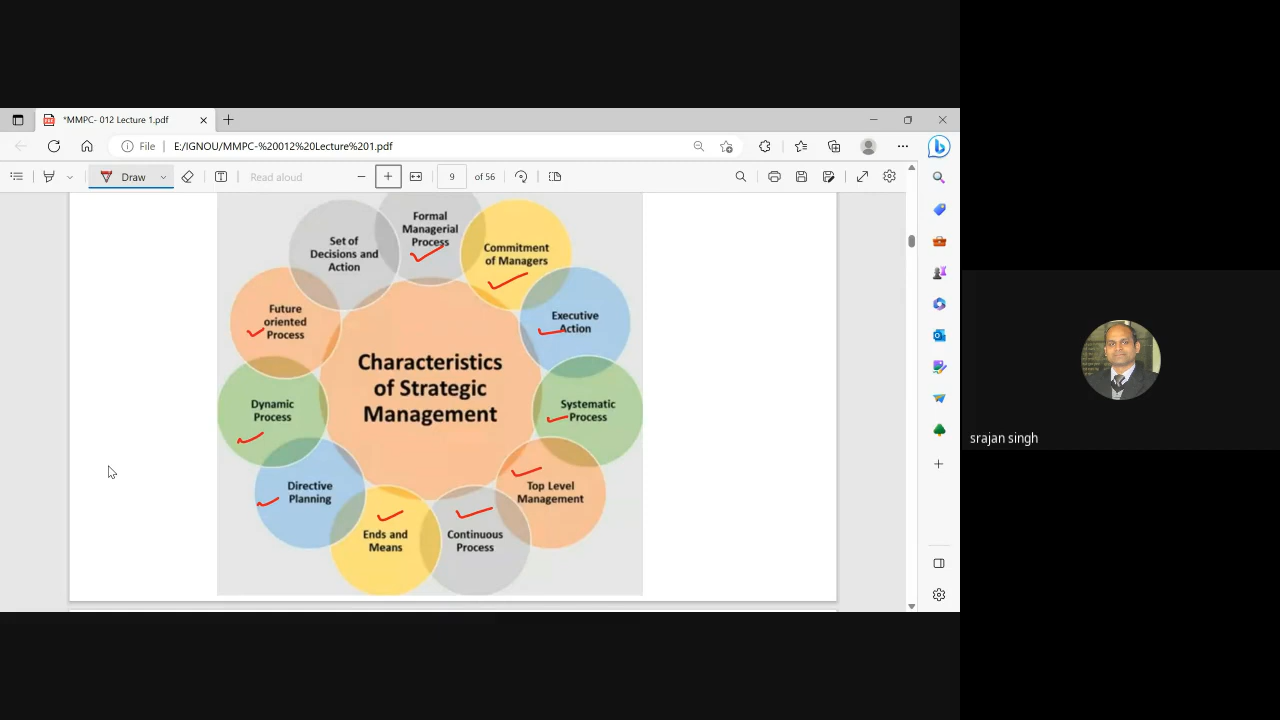 *MMPC- 012 Lecture 1.pdf
File
E:/IGNOU/MMPC-%20012%20Lecture%201.pdf
Draw
Read aloud
9
of 56
Formal
Managerial
Process
Set of
Decisions and
Action
Commitment
of Managers
Future
oriented
Process
Executive
Action
Characteristics
of Strategic
Management
Dynamic
Process
Systematic
Process
Directive
Planning
Top Level
Management
Ends and
Means
Continuous
Process
srajan singh